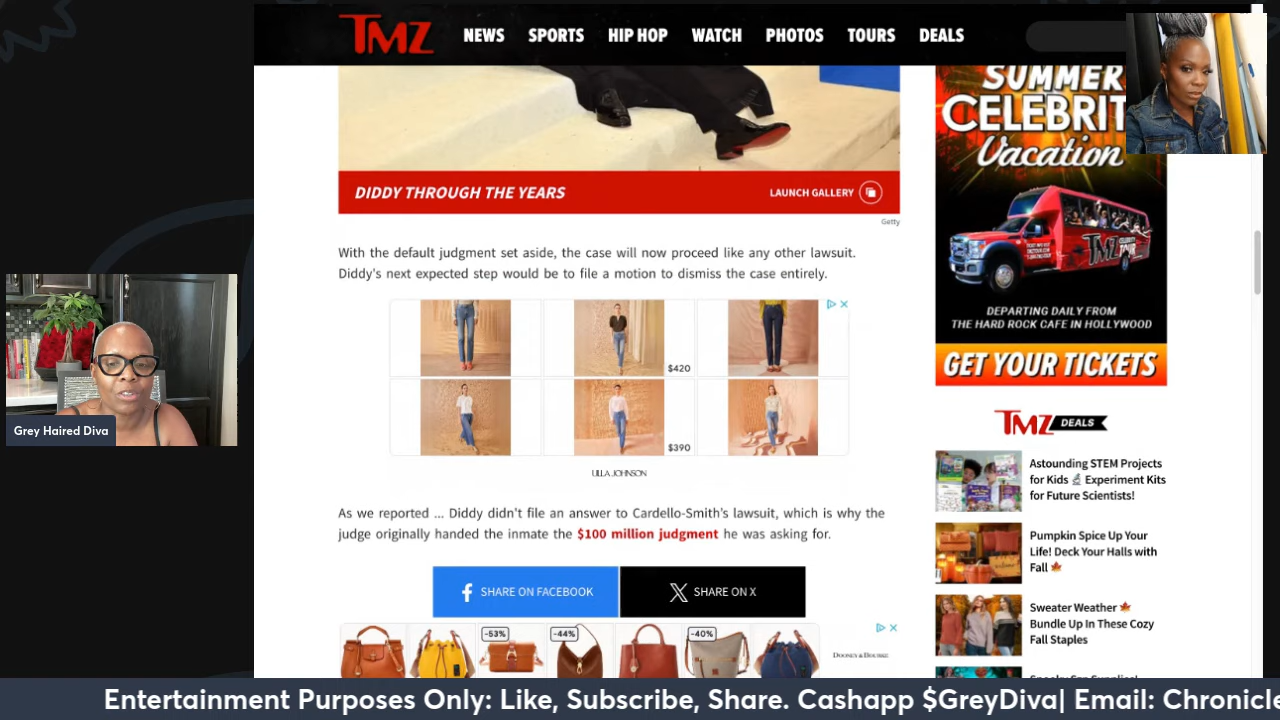 TMZ
NEWS SPORTS HIP HOP WATCH PHOTOS TOURS DEALS
DIDDY THROUGH THE YEARS
LAUNCH GALLERY
Getty
With the default judgment set aside, the case will now proceed like any other lawsuit.
Diddy's next expected step would be to file a motion to dismiss the case entirely.
$420
$390
ULLA JOHNSON
As we reported ... Diddy didn't file an answer to Cardello-Smith's lawsuit, which is why the
judge originally handed the inmate the $100 million judgment he was asking for.
SHARE ON FACEBOOK
SHARE ON X
-53%
-44%
-40%
DOONEY & BOURKE
SUMMER
CELEBRIT
Vacation
TMZ
DEPARTING DAILY FROM
THE HARD ROCK CAFE IN HOLLYWOOD
GET YOUR TICKETS
TMZ DEALS
Astounding STEM Projects
for Kids 🔬 Experiment Kits
for Future Scientists!
Pumpkin Spice Up Your
Life! Deck Your Halls with
Fall 🍁
Sweater Weather 🍁
Bundle Up In These Cozy
Fall Staples
Grey Haired Diva
Entertainment Purposes Only: Like, Subscribe, Share. Cashapp $GreyDiva| Email: Chronicle